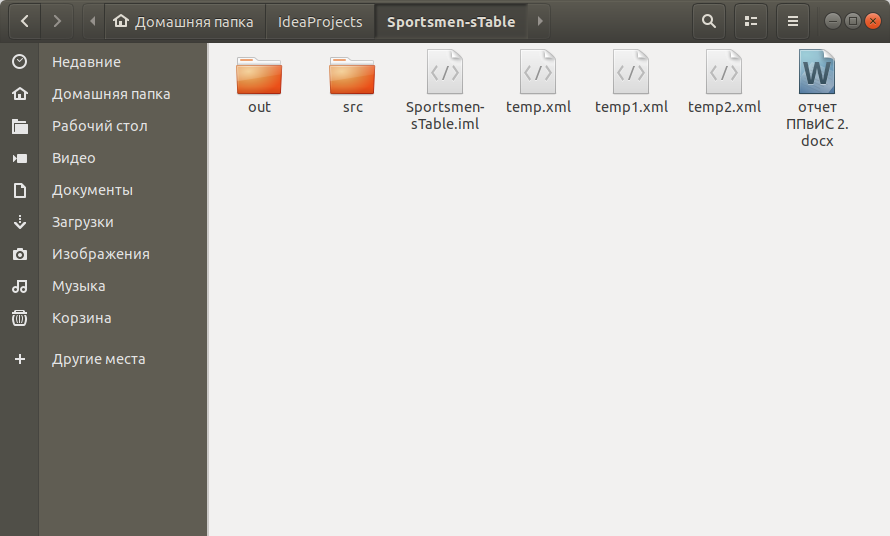 Домашняя папка
IdeaProjects
Sportsmen-sTable
Недавние
Домашняя папка
Рабочий стол
Видео
Документы
Загрузки
Изображения
Музыка
Корзина
Другие места
out
src
Sportsmen-
sTable.iml
temp.xml
temp1.xml
temp2.xml
W
отчет
ППвИС 2.
docx